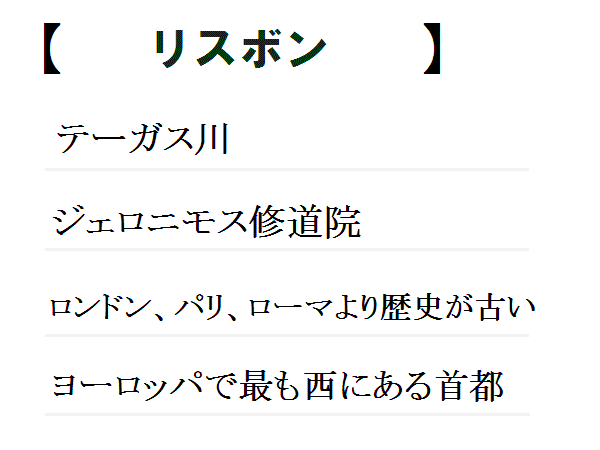 【 リスボン 】
テーガス川
ジェロニモス修道院
ロンドン、パリ、ローマより歴史が古い
ヨーロッパで最も西にある首都